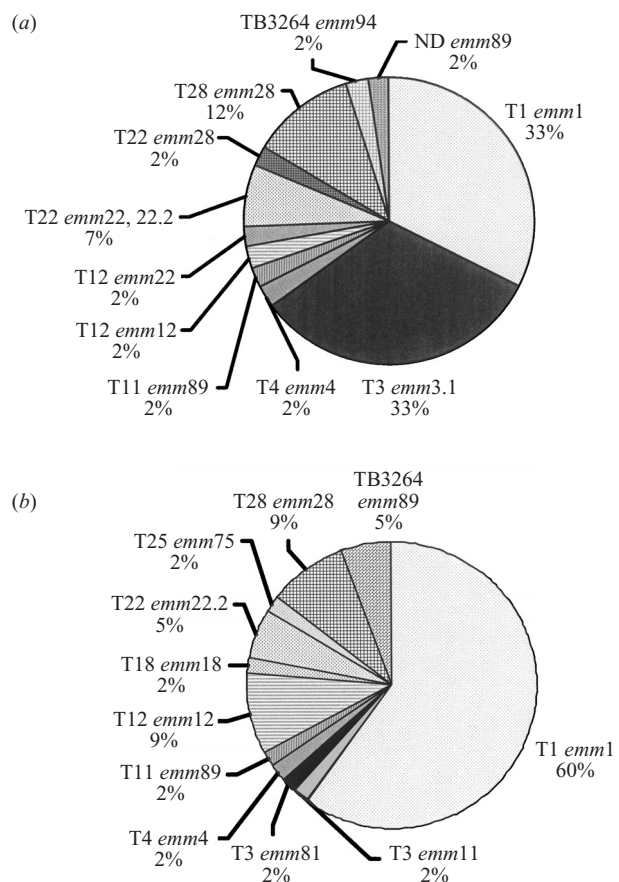 (a)
TB3264 emm94
2%
ND emm89
2%
T28 emm28
12%
T1 emm1
33%
T22 emm28
2%
T22 emm22, 22.2
7%
T12 emm22
2%
T12 emm12
2%
T11 emm89
2%
T4 emm4
2%
T3 emm3.1
33%
(b)
TB3264
emm89
5%
T28 emm28
9%
T25 emm75
2%
T22 emm22.2
5%
T18 emm18
2%
T12 emm12
9%
T1 emm1
60%
T11 emm89
2%
T4 emm4
2%
T3 emm81
2%
T3 emm11
2%